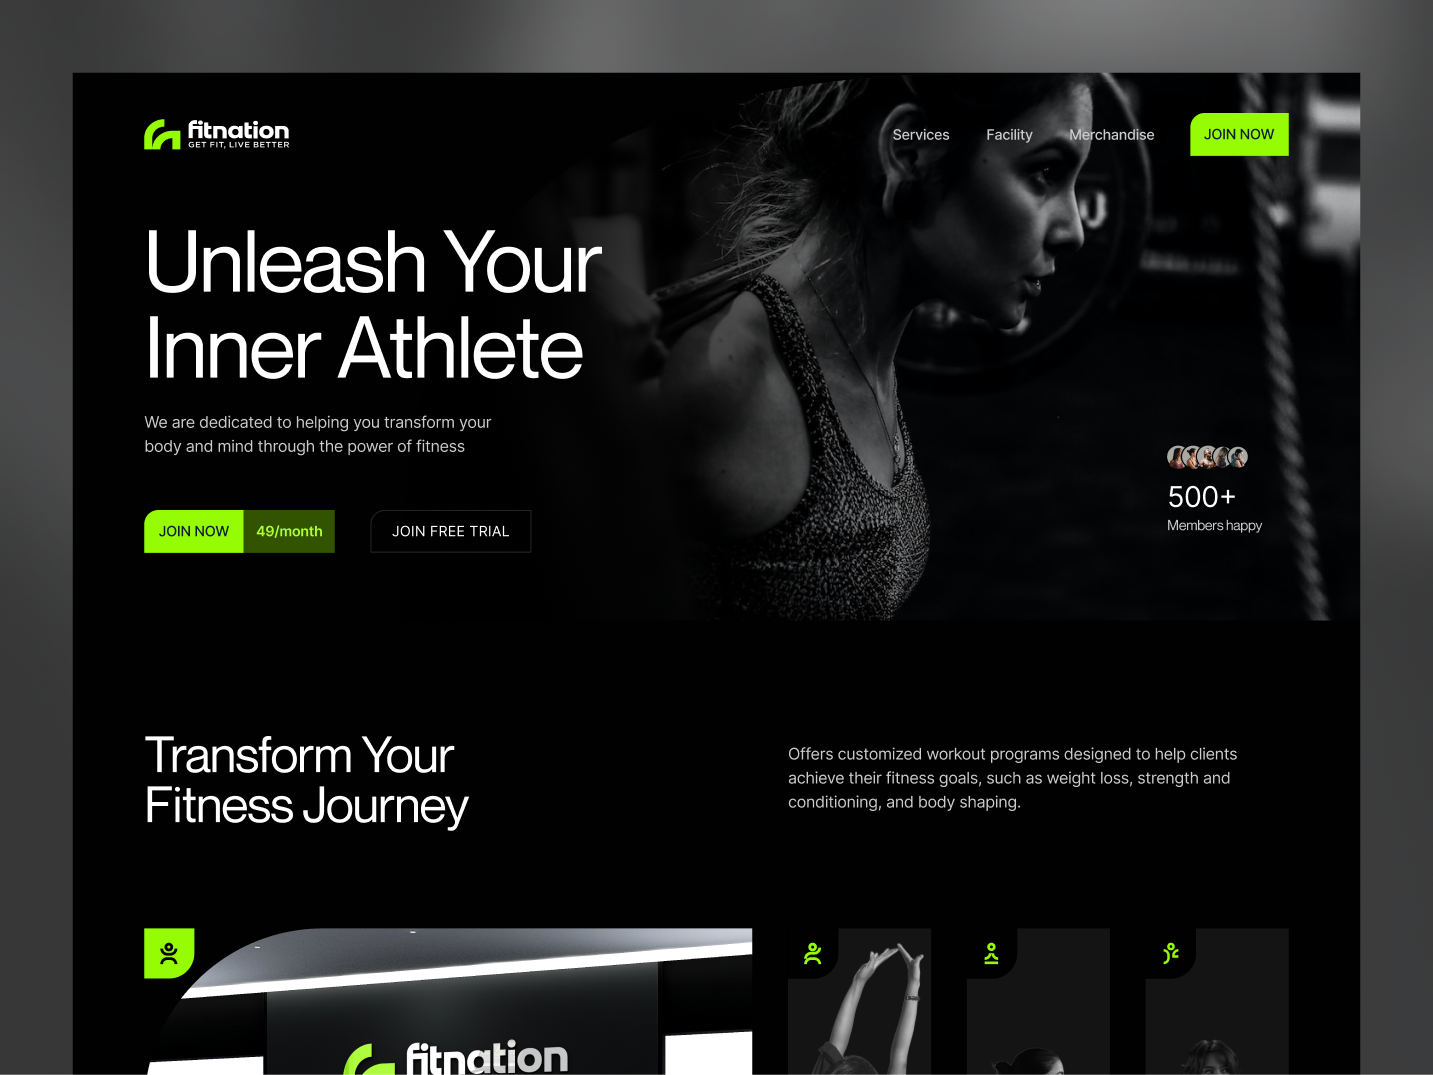 fitnation
GET FIT, LIVE BETTER
Services
Facility
Merchandise
JOIN NOW
Unleash Your
Inner Athlete
We are dedicated to helping you transform your
body and mind through the power of fitness
JOIN NOW
49/month
JOIN FREE TRIAL
500+
Members happy
Transform Your
Fitness Journey
Offers customized workout programs designed to help clients
achieve their fitness goals, such as weight loss, strength and
conditioning, and body shaping.
fitnation